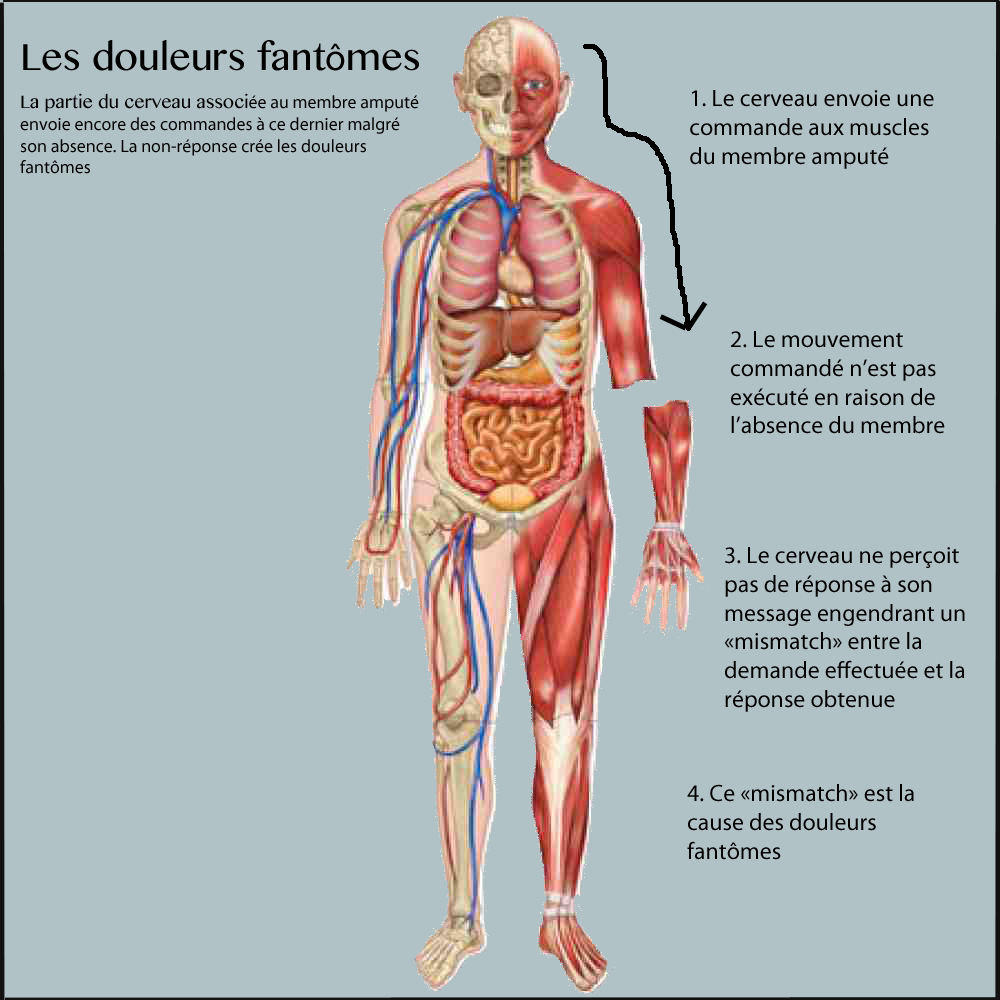 Les douleurs fantômes
La partie du cerveau associée au membre amputé
envoie encore des commandes à ce dernier malgré
son absence. La non-réponse crée les douleurs
fantômes
1. Le cerveau envoie une
commande aux muscles
du membre amputé
2. Le mouvement
commandé n’est pas
exécuté en raison de
l’absence du membre
3. Le cerveau ne perçoit
pas de réponse à son
message engendrant un
«mismatch» entre la
demande effectuée et la
réponse obtenue
4. Ce «mismatch» est la
cause des douleurs
fantômes